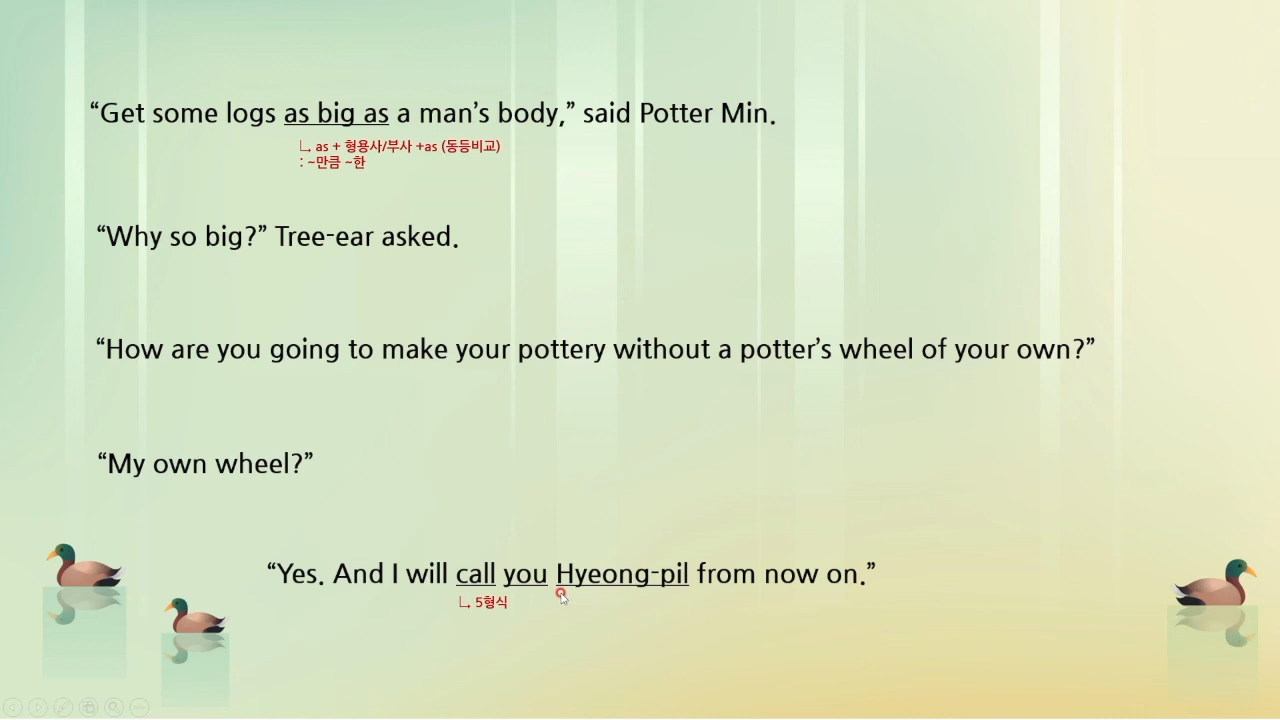 “Get some logs as big as a man’s body,” said Potter Min.
ㄴ, as + 형용사/부사 +as (동등비교)
: ~만큼 ~한
“Why so big?” Tree-ear asked.
“How are you going to make your pottery without a potter’s wheel of your own?”
“My own wheel?”
“Yes. And I will call you Hyeong-pil from now on.”
ㄴ, 5형식